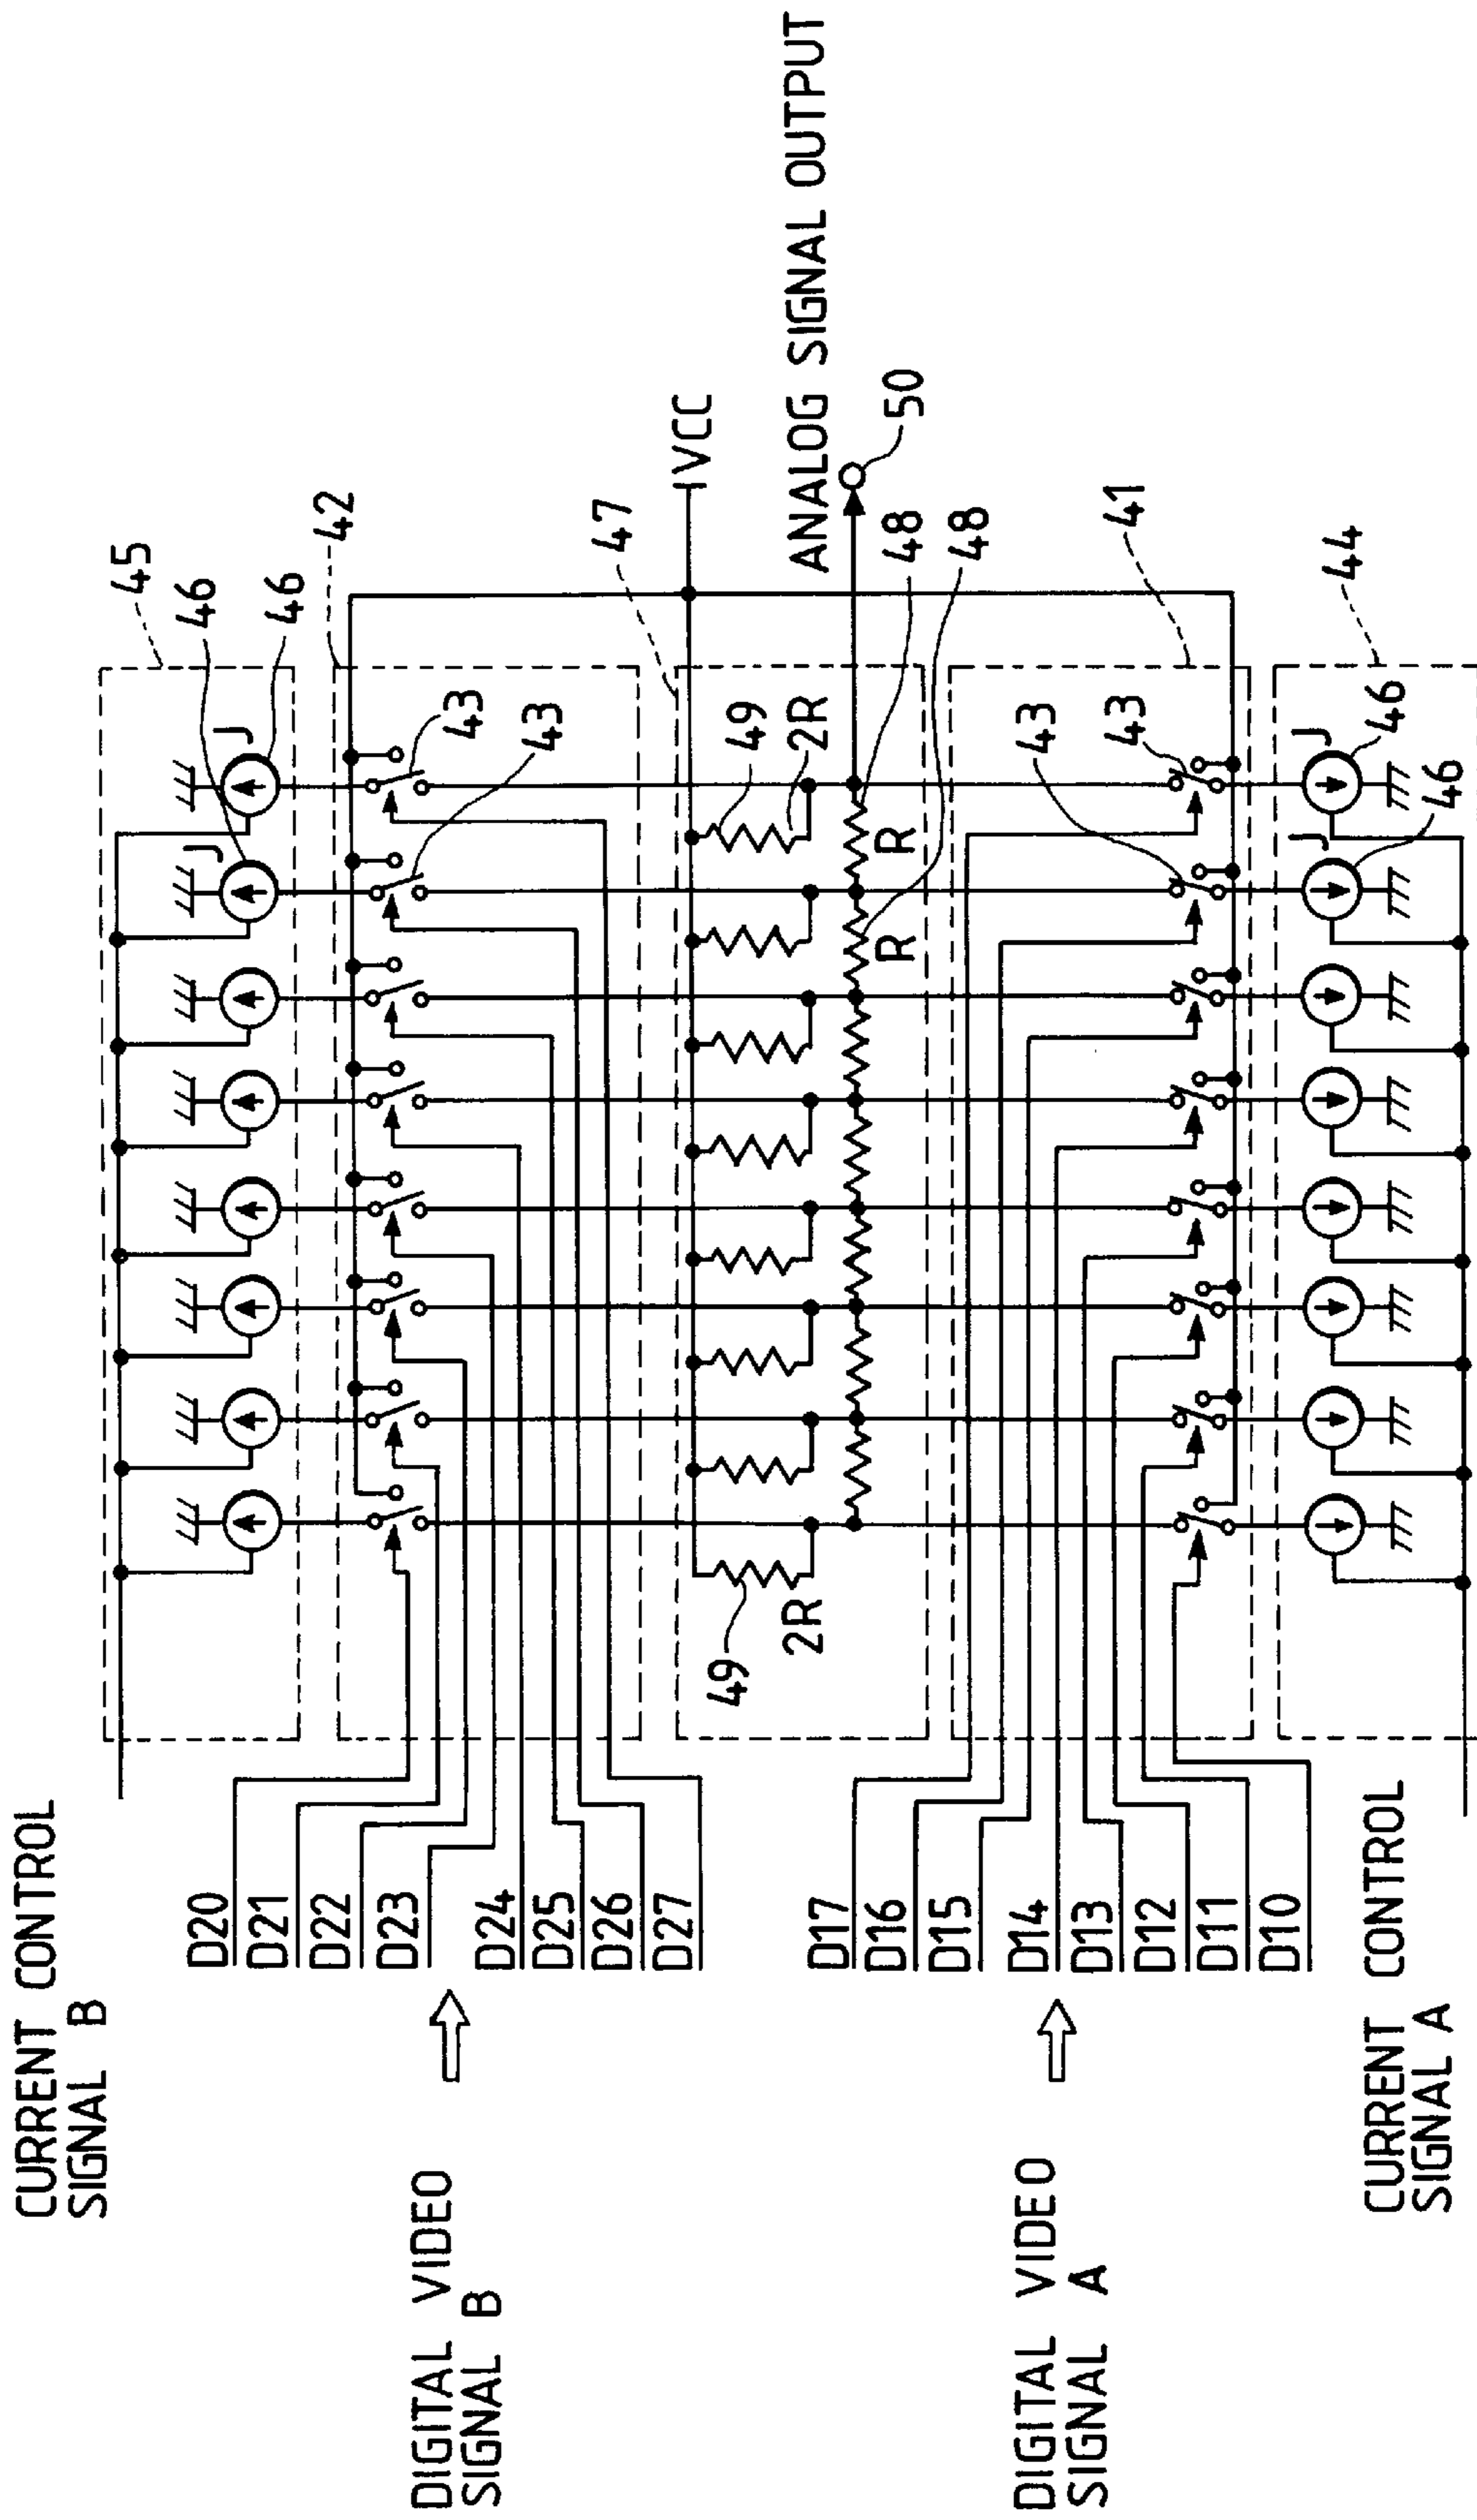 CURRENT CONTROL
SIGNAL B
45
46
46
J
J
42
43
43
D20
D21
D22
D23
D24
D25
D26
D27
DIGITAL VIDEO
SIGNAL B
47
VCC
49
2R
49
2R
ANALOG SIGNAL OUTPUT
50
R
R
48
48
DIGITAL VIDEO
SIGNAL A
D17
D16
D15
D14
D13
D12
D11
D10
41
43
43
44
J
J
46
46
CURRENT CONTROL
SIGNAL A